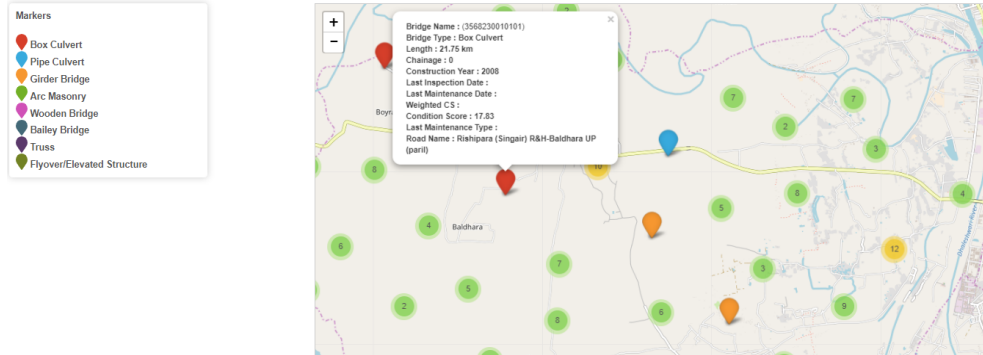 Markers
Box Culvert
Pipe Culvert
Girder Bridge
Arc Masonry
Wooden Bridge
Bailey Bridge
Truss
Flyover/Elevated Structure
+
−
×
Bridge Name : (3568230010101)
Bridge Type : Box Culvert
Length : 21.75 km
Chainage : 0
Construction Year : 2008
Last Inspection Date :
Last Maintenance Date :
Weighted CS :
Condition Score : 17.83
Last Maintenance Type :
Road Name : Rishipara (Singair) R&H-Baldhara UP
(paril)
7
7
2
3
8
10
8
4
5
4
Baldhara
6
12
7
3
5
2
9
6
8